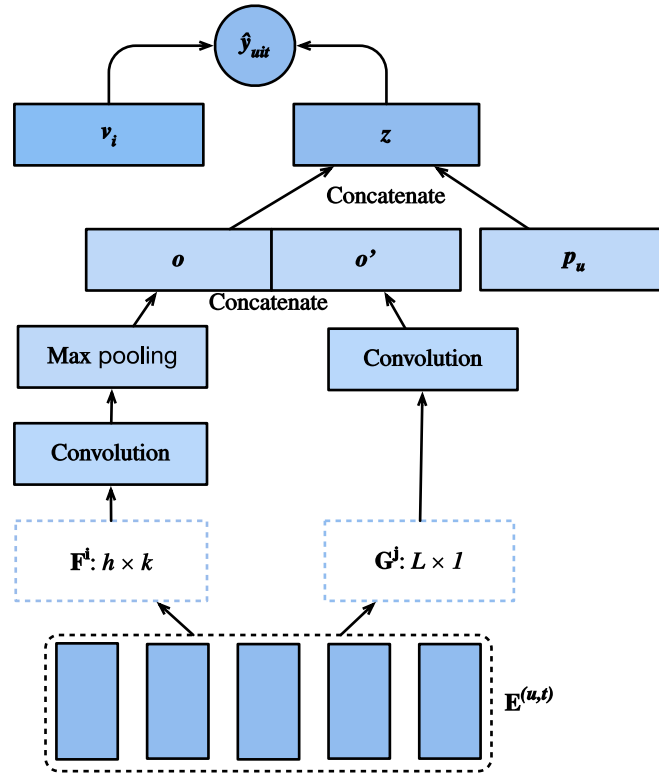 ŷuit
vi
z
Concatenate
o
o’
pu
Concatenate
Max pooling
Convolution
Convolution
Fi: h × k
Gj: L × 1
E(u,t)